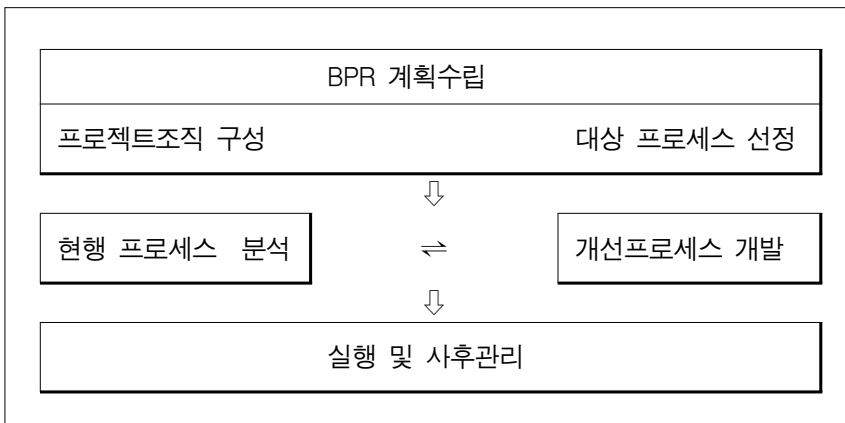 BPR 계획수립
프로젝트조직 구성 대상 프로세스 선정
⇩
현행 프로세스 분석 ⇌ 개선프로세스 개발
⇩
실행 및 사후관리